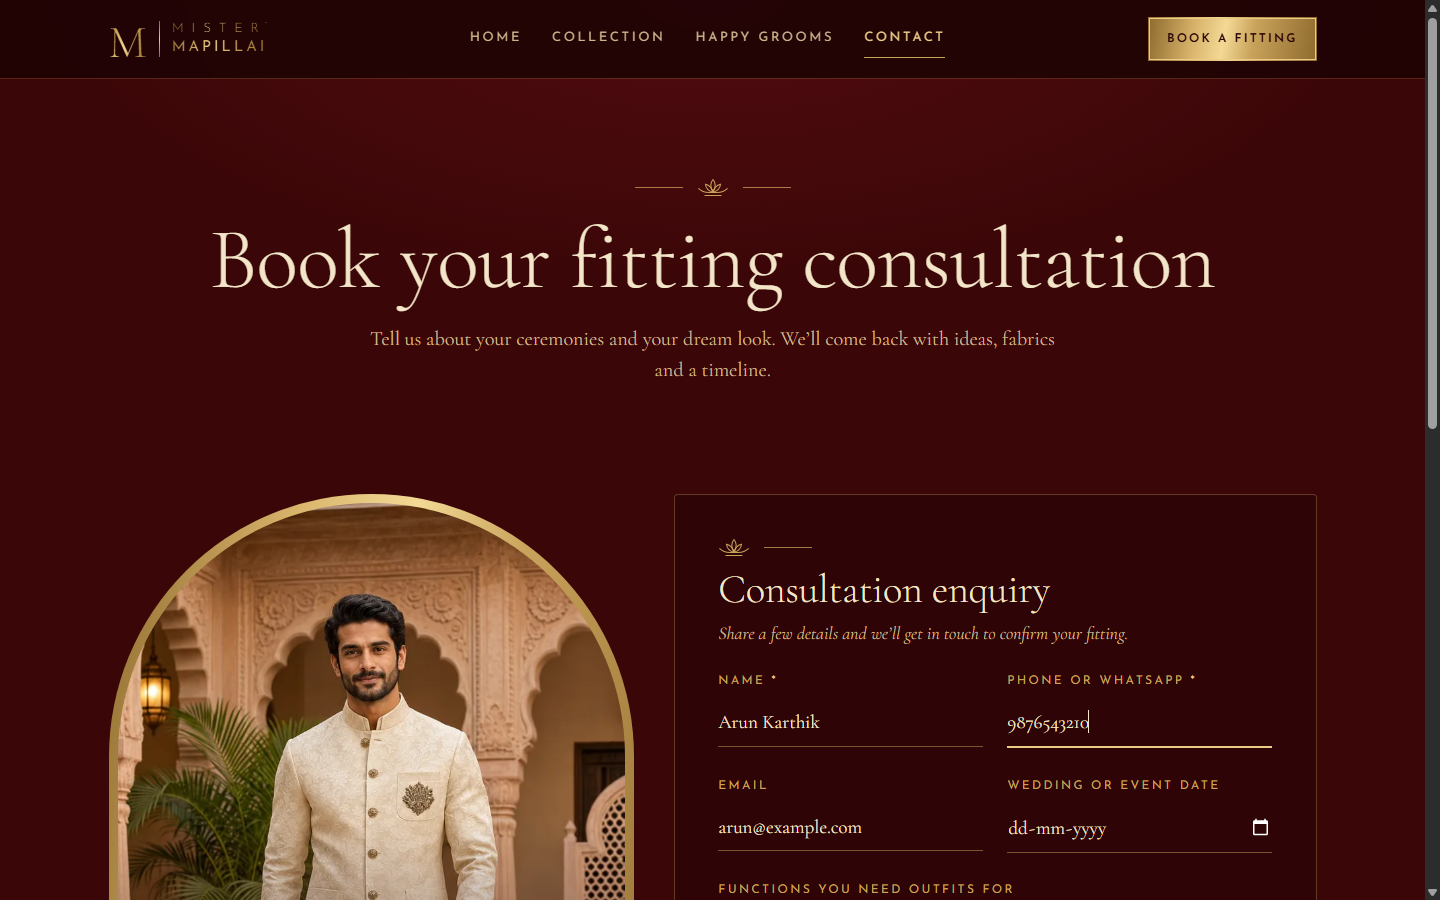 M
MISTER
MAPILLAI
HOME
COLLECTION
HAPPY GROOMS
CONTACT
BOOK A FITTING
Book your fitting consultation
Tell us about your ceremonies and your dream look. We’ll come back with ideas, fabrics
and a timeline.
Consultation enquiry
Share a few details and we’ll get in touch to confirm your fitting.
NAME *
PHONE OR WHATSAPP *
Arun Karthik
9876543210
EMAIL
WEDDING OR EVENT DATE
arun@example.com
dd-mm-yyyy
FUNCTIONS YOU NEED OUTFITS FOR